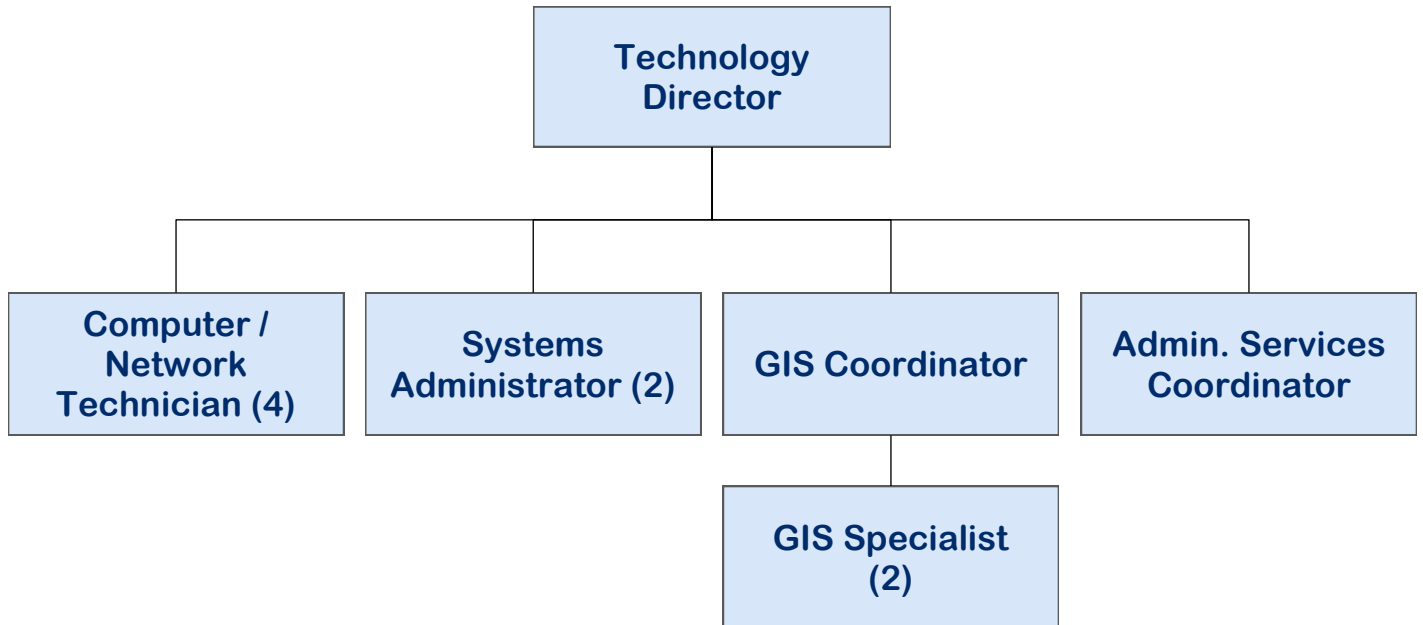 Technology
Director
Computer /
Network
Technician (4)
Systems
Administrator (2)
GIS Coordinator
Admin. Services
Coordinator
GIS Specialist
(2)